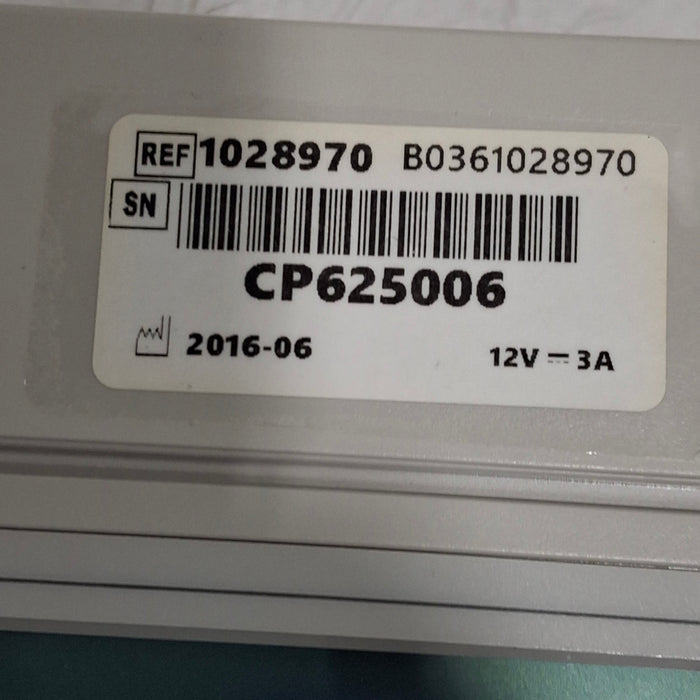 REF 1028970 B0361028970
SN
CP625006
2016-06 12V ⎓ 3A